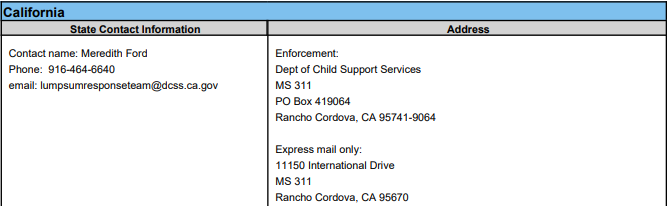 California
State Contact Information
Address
Contact name: Meredith Ford
Phone:  916-464-6640
email: lumpsumresponseteam@dcss.ca.gov
Enforcement:
Dept of Child Support Services
MS 311
PO Box 419064
Rancho Cordova, CA 95741-9064
Express mail only:
11150 International Drive
MS 311
Rancho Cordova, CA 95670